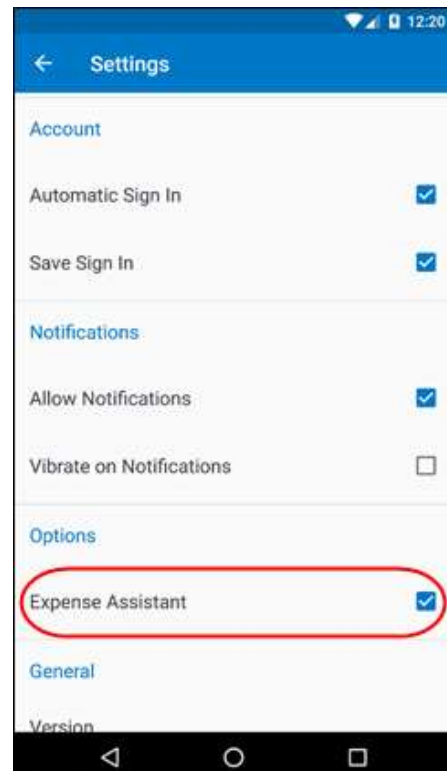 12:20
Settings
Account
Automatic Sign In
Save Sign In
Notifications
Allow Notifications
Vibrate on Notifications
Options
Expense Assistant
General
Version